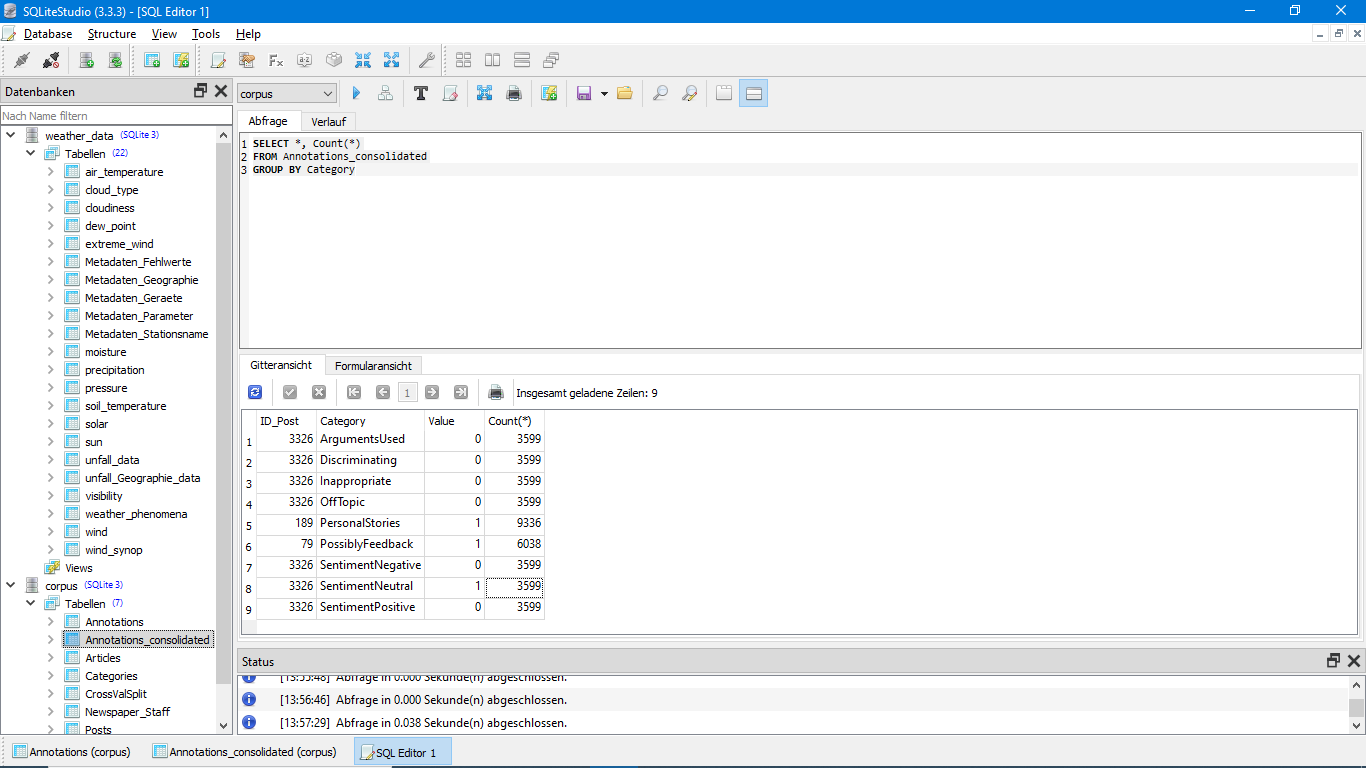 SQLiteStudio (3.3.3) - [SQL Editor 1]
Database Structure View Tools Help
Datenbanken
Nach Name filtern
weather_data (SQLite 3)
Tabellen (22)
air_temperature
cloud_type
cloudiness
dew_point
extreme_wind
Metadaten_Fehlwerte
Metadaten_Geographie
Metadaten_Geraete
Metadaten_Parameter
Metadaten_Stationsname
moisture
precipitation
pressure
soil_temperature
solar
sun
unfall_data
unfall_Geographie_data
visibility
weather_phenomena
wind
wind_synop
Views
corpus (SQLite 3)
Tabellen (7)
Annotations
Annotations_consolidated
Articles
Categories
CrossValSplit
Newspaper_Staff
Posts
corpus
Abfrage Verlauf
1 SELECT *, Count(*)
2 FROM Annotations_consolidated
3 GROUP BY Category
Gitteransicht Formularansicht
1 Insgesamt geladene Zeilen: 9
ID_Post Category Value Count(*)
1 3326 ArgumentsUsed 0 3599
2 3326 Discriminating 0 3599
3 3326 Inappropriate 0 3599
4 3326 OffTopic 0 3599
5 189 PersonalStories 1 9336
6 79 PossiblyFeedback 1 6038
7 3326 SentimentNegative 0 3599
8 3326 SentimentNeutral 1 3599
9 3326 SentimentPositive 0 3599
Status
[13:55:48] Abfrage in 0.000 Sekunde(n) abgeschlossen.
[13:56:46] Abfrage in 0.000 Sekunde(n) abgeschlossen.
[13:57:29] Abfrage in 0.038 Sekunde(n) abgeschlossen.
Annotations (corpus) Annotations_consolidated (corpus) SQL Editor 1